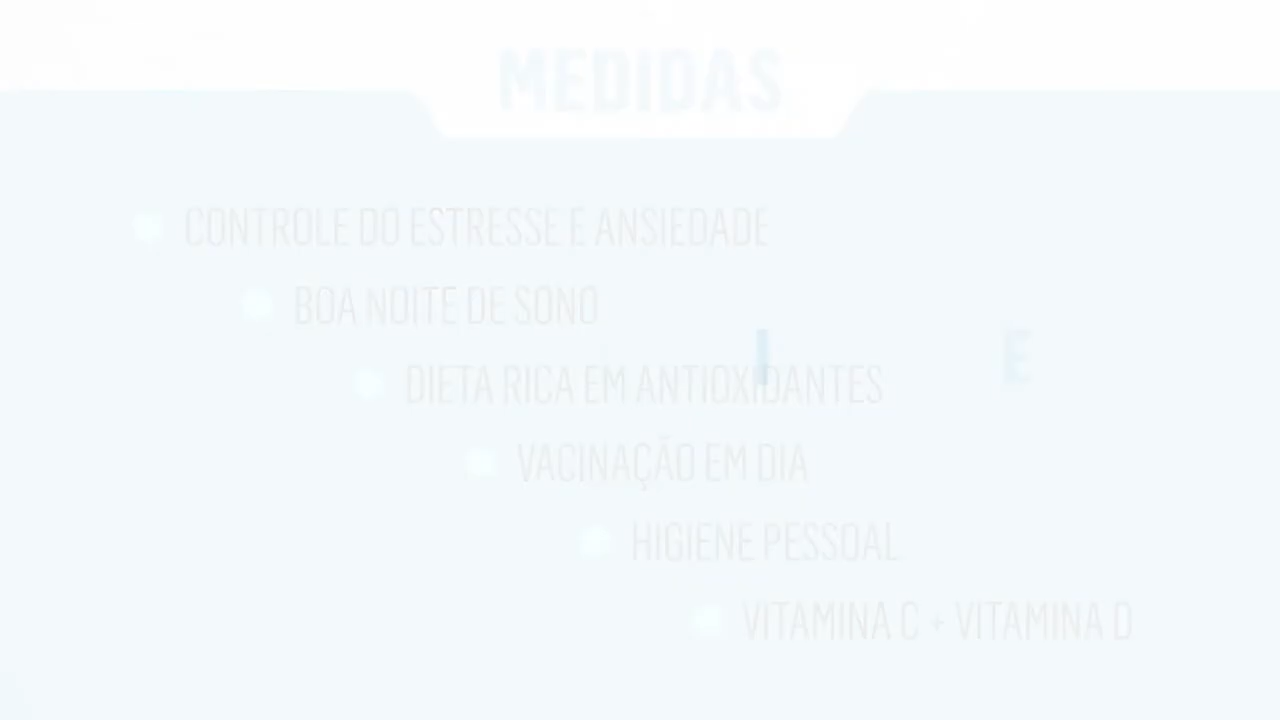 MEDIDAS
CONTROLE DO ESTRESSE E ANSIEDADE
BOA NOITE DE SONO
I E
DIETA RICA EM ANTIOXIDANTES
VACINAÇÃO EM DIA
HIGIENE PESSOAL
VITAMINA C + VITAMINA D